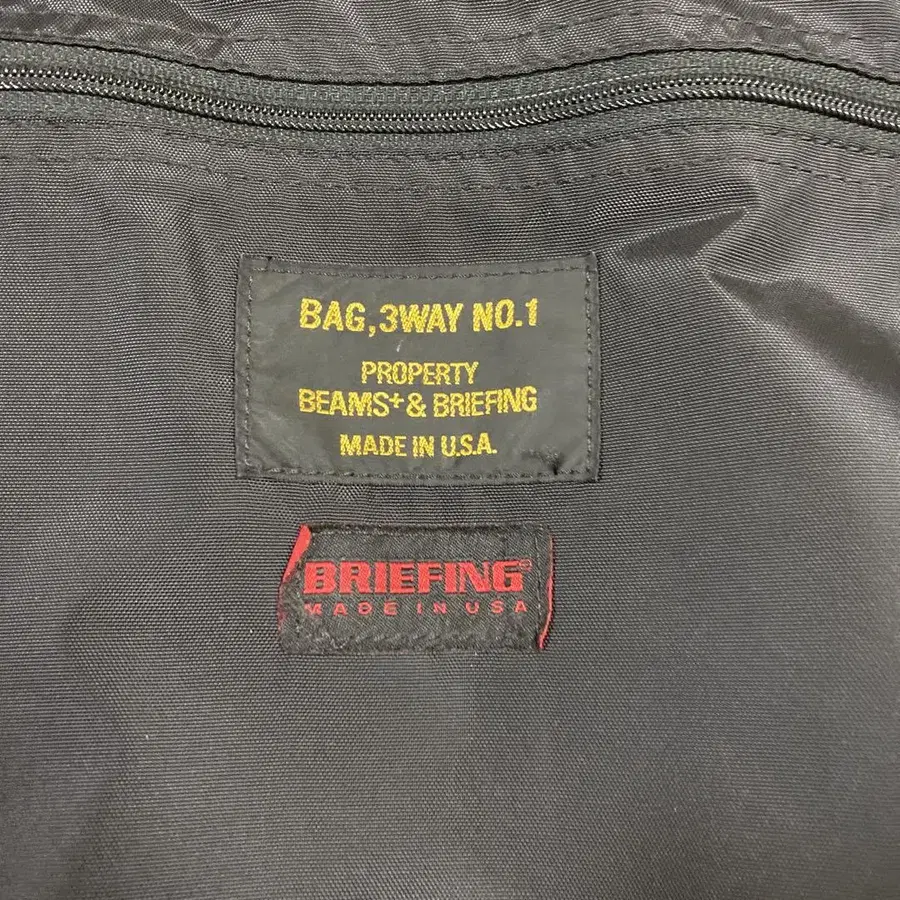 BAG,3WAY NO.1
PROPERTY
BEAMS+ & BRIEFING
MADE IN U.S.A.
BRIEFING®
MADE IN USA